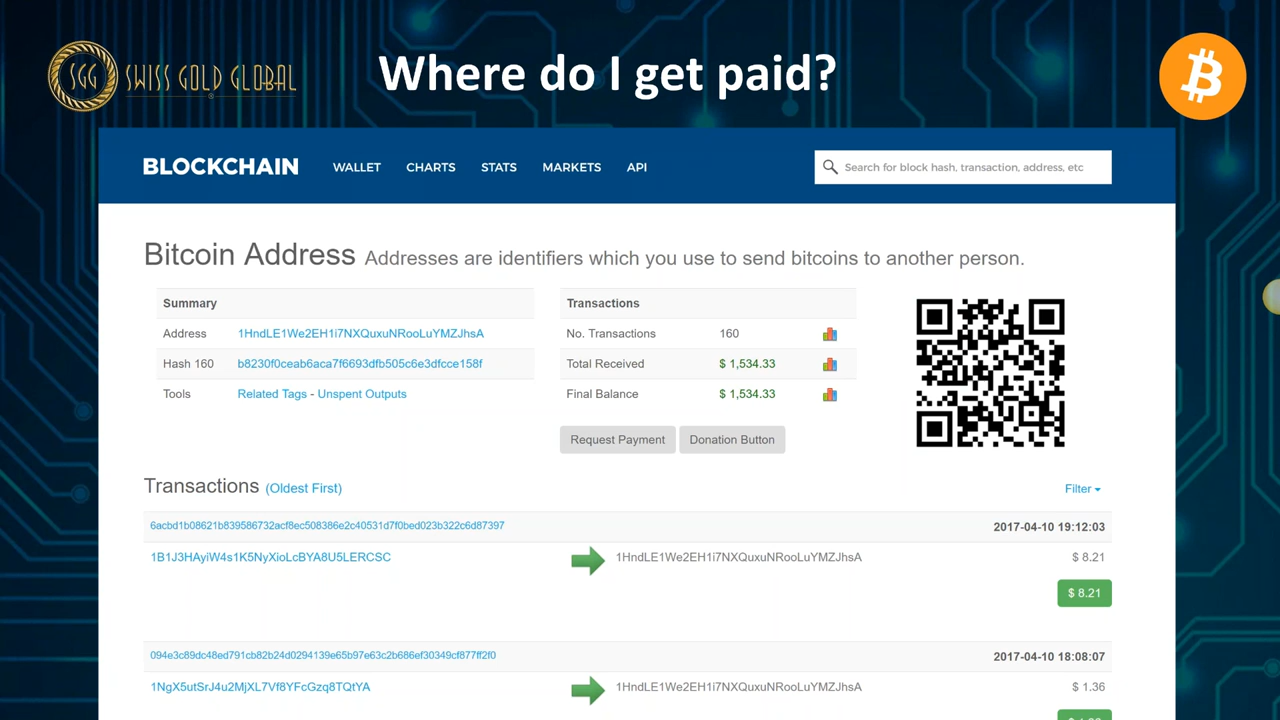 SGG SWISS GOLD GLOBAL
Where do I get paid?
BLOCKCHAIN WALLET CHARTS STATS MARKETS API Search for block hash, transaction, address, etc
Bitcoin Address Addresses are identifiers which you use to send bitcoins to another person.
Summary
Address 1HndLE1We2EH1i7NXQuxuNRooLuYMZJhsA
Hash 160 b8230f0ceab6aca7f6693dfb505c6e3dfcce158f
Tools Related Tags - Unspent Outputs
Transactions
No. Transactions 160
Total Received $ 1,534.33
Final Balance $ 1,534.33
Request Payment Donation Button
Transactions (Oldest First) Filter
6acbd1b08621b839586732acf8ec508386e2c40531d7f0bed023b322c6d87397 2017-04-10 19:12:03
1B1J3HAyiW4s1K5NyXioLcBYA8U5LERCSC 1HndLE1We2EH1i7NXQuxuNRooLuYMZJhsA $ 8.21
$ 8.21
094e3c89dc48ed791cb82b24d0294139e65b97e63c2b686ef30349cf877ff2f0 2017-04-10 18:08:07
1NgX5utSrJ4u2MjXL7Vf8YFcGzq8TQtYA 1HndLE1We2EH1i7NXQuxuNRooLuYMZJhsA $ 1.36